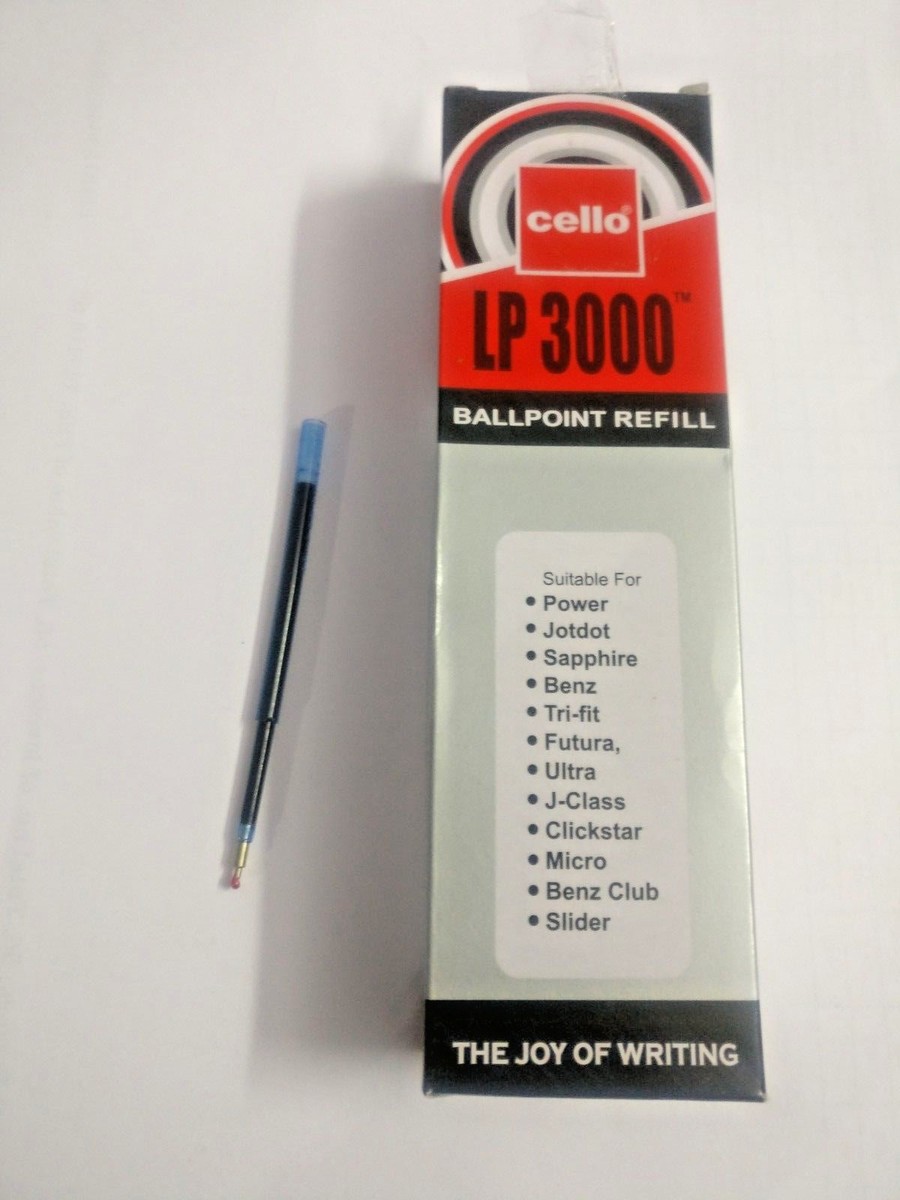 cello®
LP 3000™
BALLPOINT REFILL
Suitable For
• Power
• Jotdot
• Sapphire
• Benz
• Tri-fit
• Futura,
• Ultra
• J-Class
• Clickstar
• Micro
• Benz Club
• Slider
THE JOY OF WRITING